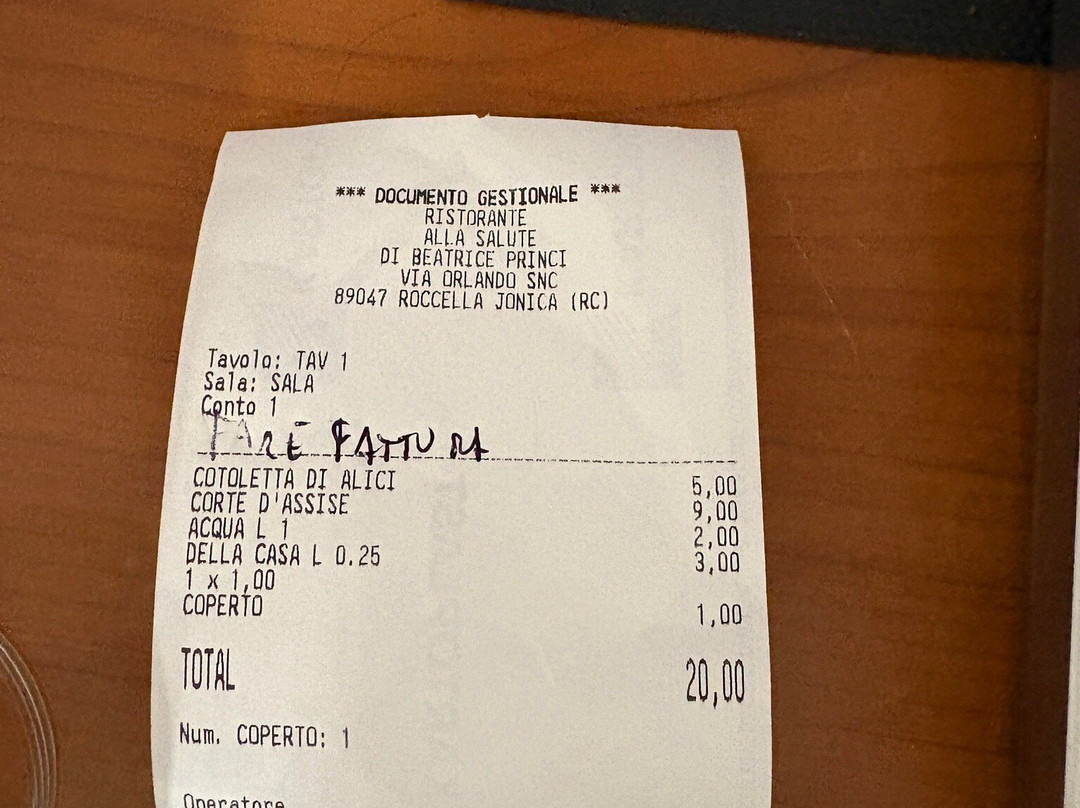 *** DOCUMENTO GESTIONALE ***
RISTORANTE
ALLA SALUTE
DI BEATRICE PRINCI
VIA ORLANDO SNC
89047 ROCCELLA JONICA (RC)
Tavolo: TAV 1
Sala: SALA
Conto 1
FARE FATTURA
COTOLETTA DI ALICI 5,00
CORTE D'ASSISE 9,00
ACQUA L 1 2,00
DELLA CASA L 0.25 3,00
1 x 1,00
COPERTO 1,00
TOTAL 20,00
Num. COPERTO: 1
Operatore